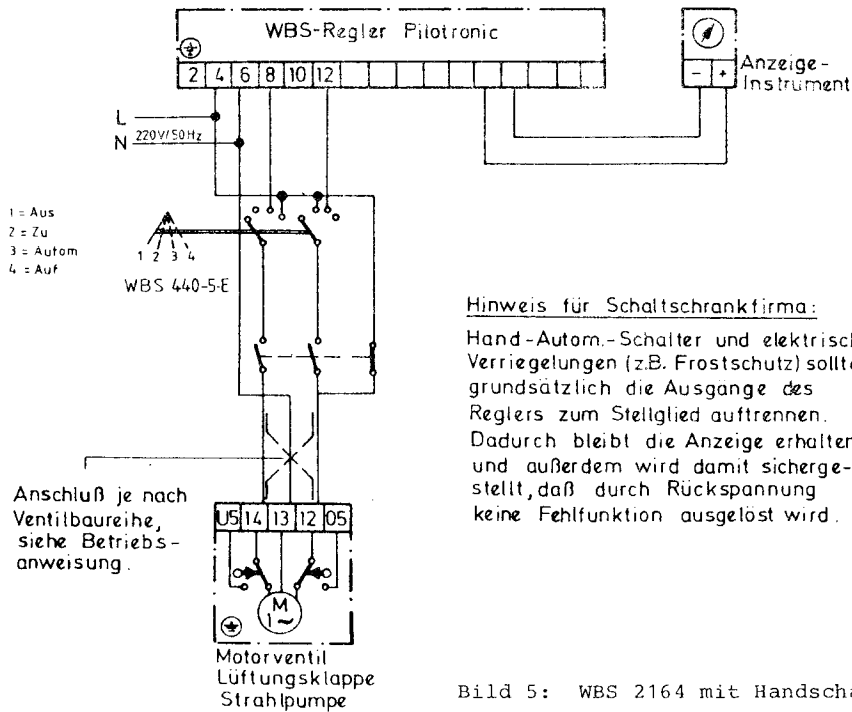 WBS-Regler Pilotronic
2 4 6 8 10 12
- +
Anzeige-
Instrument
L
N 220V/50Hz
1 = Aus
2 = Zu
3 = Autom
4 = Auf
1 2 3 4
WBS 440-5-E
Hinweis für Schaltschrankfirma:
Hand-Autom.-Schalter und elektrisch
Verriegelungen (z.B. Frostschutz) sollte
grundsätzlich die Ausgänge des
Reglers zum Stellglied auftrennen.
Dadurch bleibt die Anzeige erhalten
und außerdem wird damit sicherge-
stellt, daß durch Rückspannung
keine Fehlfunktion ausgelöst wird.
Anschluß je nach
Ventilbaureihe,
siehe Betriebs-
anweisung.
U5 14 13 12 05
M
1~
Motorventil
Lüftungsklappe
Strahlpumpe
Bild 5: WBS 2164 mit Handscha